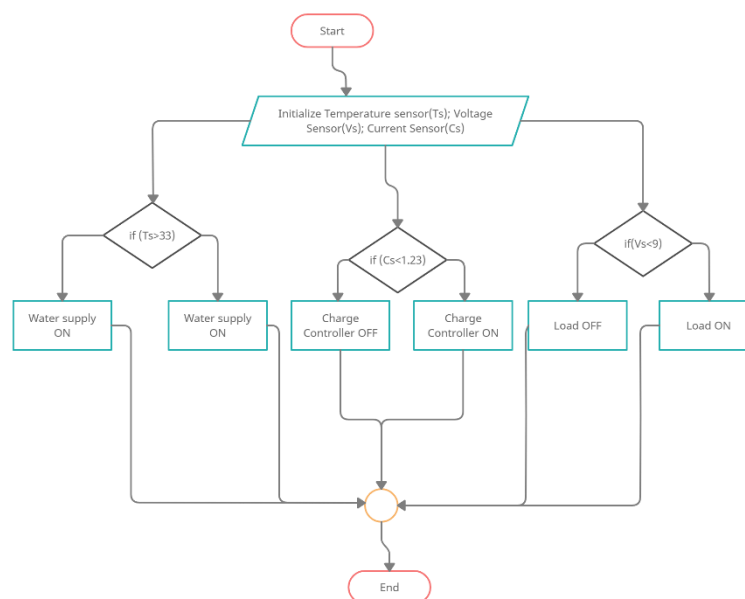 Start
Initialize Temperature sensor(Ts); Voltage
Sensor(Vs); Current Sensor(Cs)
if (Ts>33)
if (Cs<1.23)
if(Vs<9)
Water supply
ON
Water supply
ON
Charge
Controller OFF
Charge
Controller ON
Load OFF
Load ON
End